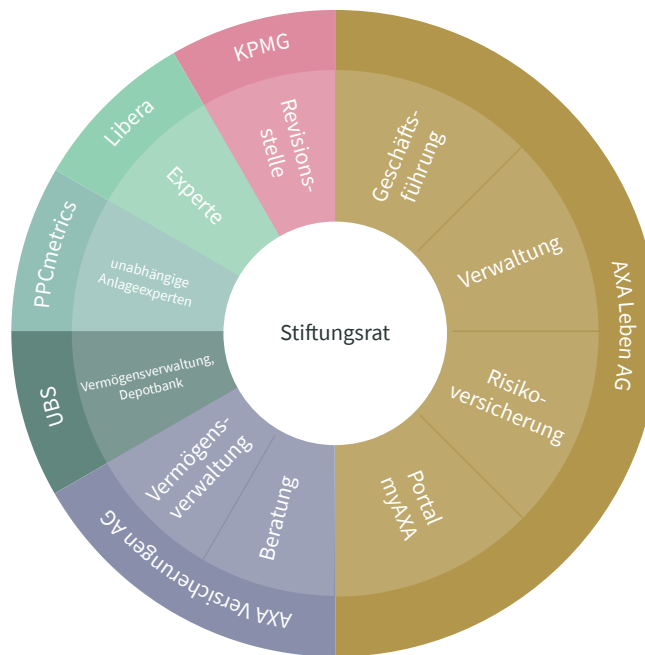 KPMG
Revisions-
stelle
Libera
Experte
PPCmetrics
unabhängige
Anlageexperten
UBS
Vermögensverwaltung,
Depotbank
AXA Versicherungen AG
Vermögens-
verwaltung
Beratung
Stiftungsrat
AXA Leben AG
Geschäfts-
führung
Verwaltung
Risiko-
versicherung
Portal
myAXA